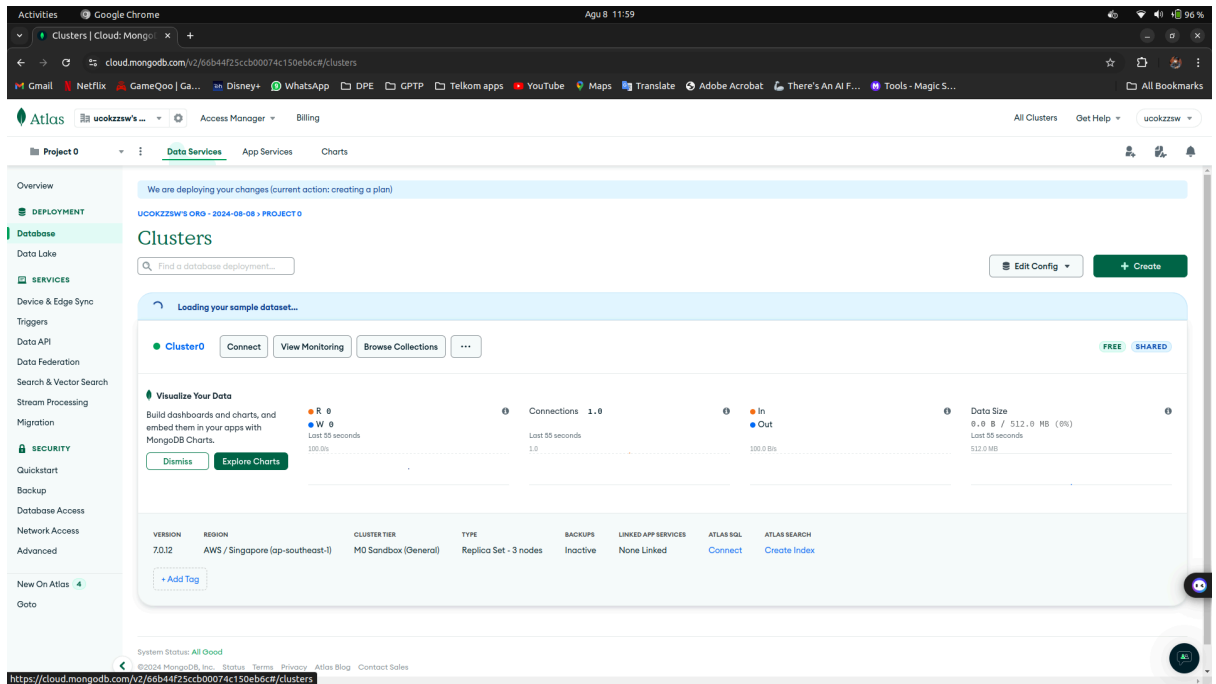 Activities Google Chrome Agu 8 11:59 96 %
Clusters | Cloud: Mongo
cloud.mongodb.com/v2/66b44f25ccb00074c150eb6c#/clusters
Gmail Netflix GameQoo | Ga... Disney+ WhatsApp DPE GPTP Telkom apps YouTube Maps Translate Adobe Acrobat There's An AI F... Tools - Magic S... All Bookmarks
Atlas ucokzzsw's ... Access Manager Billing All Clusters Get Help ucokzzsw
Project 0 Data Services App Services Charts
Overview
DEPLOYMENT
Database
Data Lake
SERVICES
Device & Edge Sync
Triggers
Data API
Data Federation
Search & Vector Search
Stream Processing
Migration
SECURITY
Quickstart
Backup
Database Access
Network Access
Advanced
New On Atlas 4
Goto
We are deploying your changes (current action: creating a plan)
UCOKZZSW'S ORG - 2024-08-08 > PROJECT 0
Clusters
Find a database deployment...
Edit Config + Create
Loading your sample dataset...
Cluster0 Connect View Monitoring Browse Collections ... FREE SHARED
Visualize Your Data
Build dashboards and charts, and
embed them in your apps with
MongoDB Charts.
Dismiss Explore Charts
R 0
W 0
Last 55 seconds
100.0/s
Connections 1.0
Last 55 seconds
1.0
In
Out
Last 55 seconds
100.0 B/s
Data Size
0.0 B / 512.0 MB (0%)
Last 55 seconds
512.0 MB
VERSION REGION CLUSTER TIER TYPE BACKUPS LINKED APP SERVICES ATLAS SQL ATLAS SEARCH
7.0.12 AWS / Singapore (ap-southeast-1) M0 Sandbox (General) Replica Set - 3 nodes Inactive None Linked Connect Create Index
+ Add Tag
System Status: All Good
©2024 MongoDB, Inc. Status Terms Privacy Atlas Blog Contact Sales
https://cloud.mongodb.com/v2/66b44f25ccb00074c150eb6c#/clusters